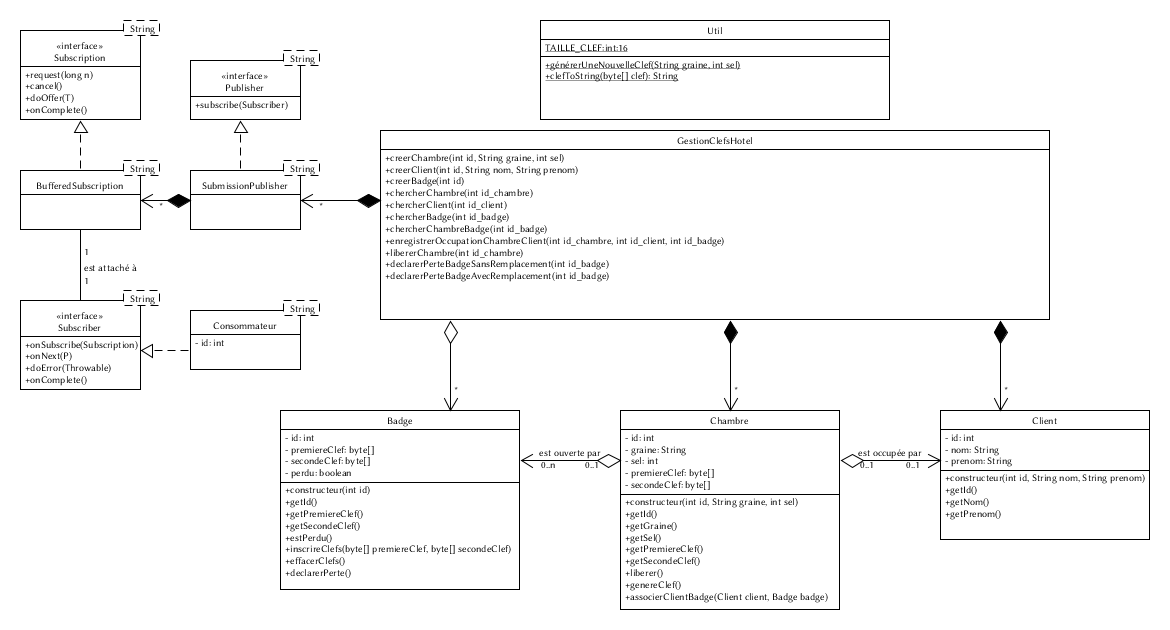 String
«interface»
Subscription
+request(long n)
+cancel()
+doOffer(T)
+onComplete()
String
«interface»
Publisher
+subscribe(Subscriber)
Util
TAILLE_CLEF:int:16
+générerUneNouvelleClef(String graine, int sel)
+clefToString(byte[] clef): String
String
BufferedSubscription
String
SubmissionPublisher
*
*
GestionClefsHotel
+creerChambre(int id, String graine, int sel)
+creerClient(int id, String nom, String prenom)
+creerBadge(int id)
+chercherChambre(int id_chambre)
+chercherClient(int id_client)
+chercherBadge(int id_badge)
+chercherChambreBadge(int id_badge)
+enregistrerOccupationChambreClient(int id_chambre, int id_client, int id_badge)
+libererChambre(int id_chambre)
+declarerPerteBadgeSansRemplacement(int id_badge)
+declarerPerteBadgeAvecRemplacement(int id_badge)
1
est attaché à
1
String
«interface»
Subscriber
+onSubscribe(Subscription)
+onNext(P)
+doError(Throwable)
+onComplete()
String
Consommateur
- id: int
*
*
*
Badge
- id: int
- premiereClef: byte[]
- secondeClef: byte[]
- perdu: boolean
+constructeur(int id)
+getId()
+getPremiereClef()
+getSecondeClef()
+estPerdu()
+inscrireClefs(byte[] premiereClef, byte[] secondeClef)
+effacerClefs()
+declarerPerte()
est ouverte par
0..n 0..1
Chambre
- id: int
- graine: String
- sel: int
- premiereClef: byte[]
- secondeClef: byte[]
+constructeur(int id, String graine, int sel)
+getId()
+getGraine()
+getSel()
+getPremiereClef()
+getSecondeClef()
+liberer()
+genereClef()
+associerClientBadge(Client client, Badge badge)
est occupée par
0..1 0..1
Client
- id: int
- nom: String
- prenom: String
+constructeur(int id, String nom, String prenom)
+getId()
+getNom()
+getPrenom()